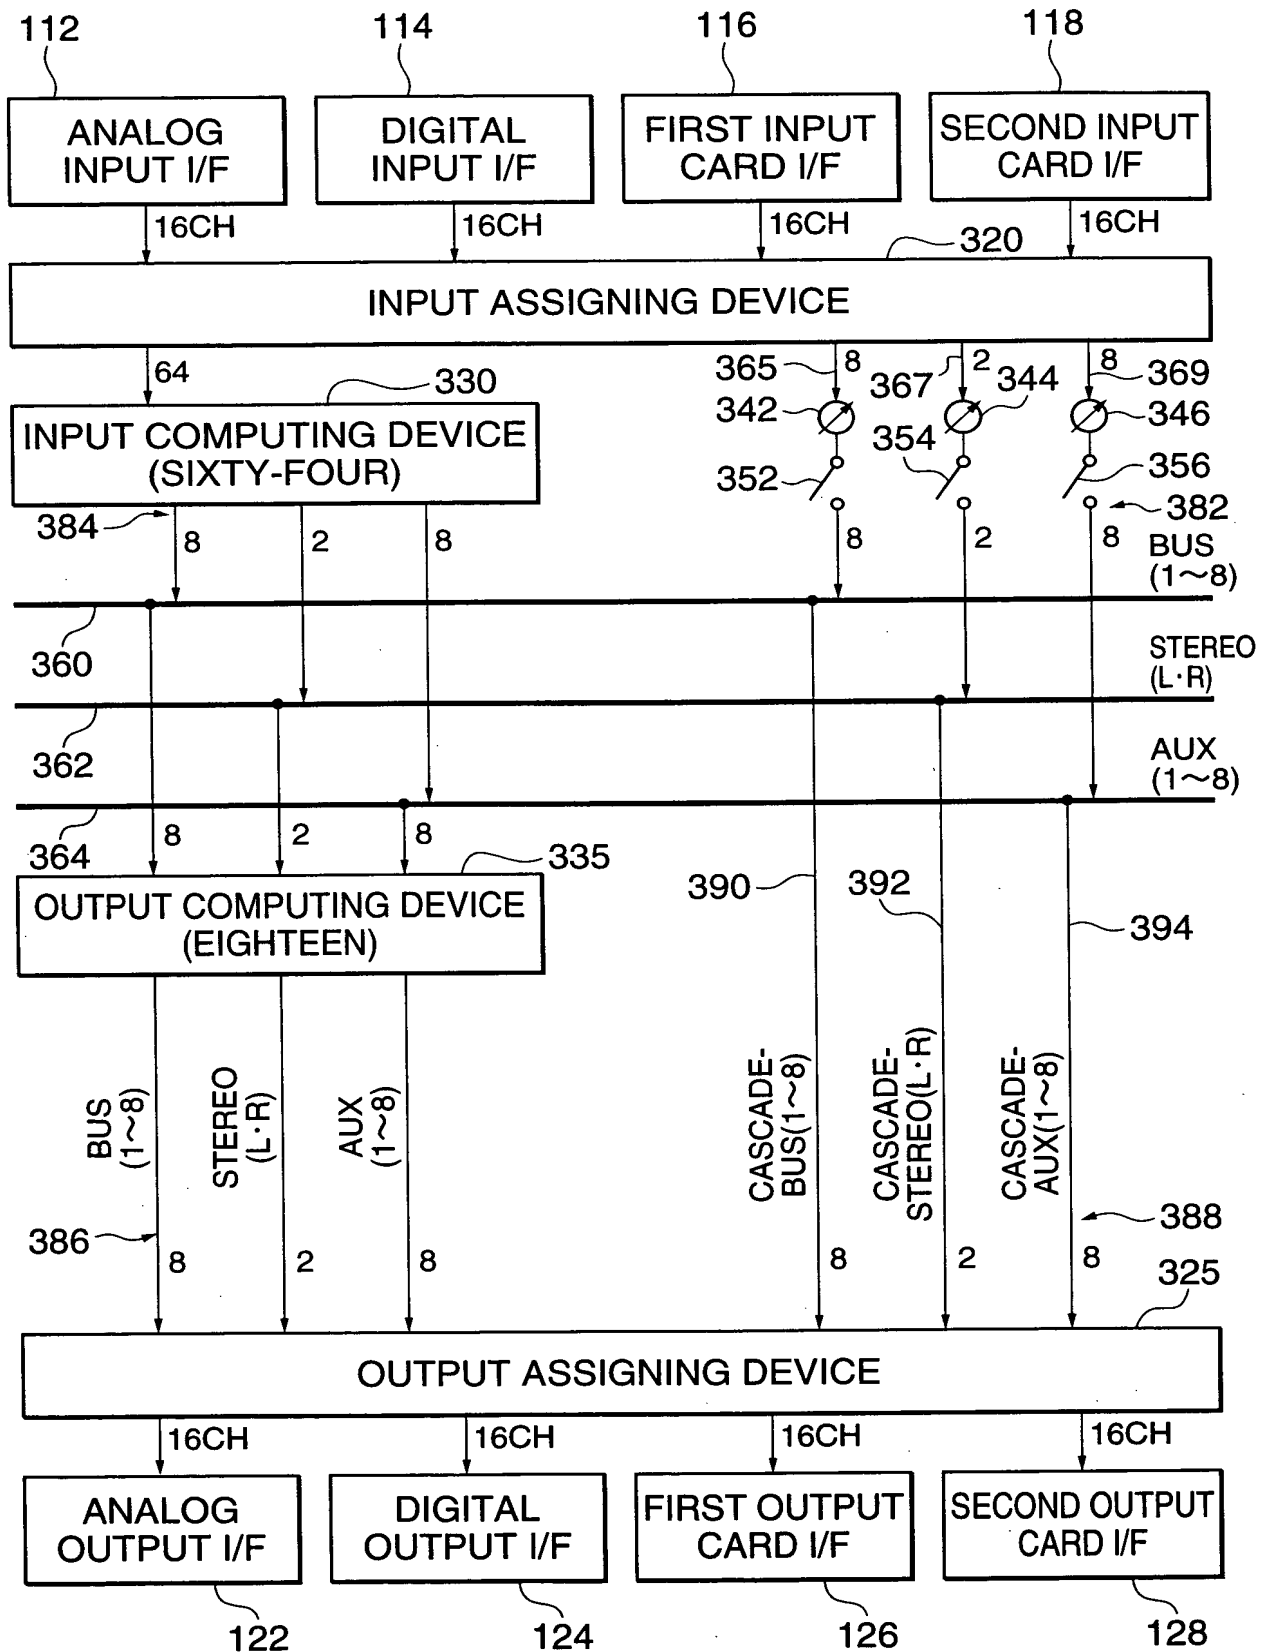 112
114
116
118
ANALOG
INPUT I/F
DIGITAL
INPUT I/F
FIRST INPUT
CARD I/F
SECOND INPUT
CARD I/F
16CH
16CH
16CH
16CH
320
INPUT ASSIGNING DEVICE
64
330
365
8
367
2
344
8
369
342
346
INPUT COMPUTING DEVICE
(SIXTY-FOUR)
352
354
356
382
384
8
2
8
8
2
8
BUS
(1~8)
360
STEREO
(L·R)
362
AUX
(1~8)
364
8
2
8
335
390
392
394
OUTPUT COMPUTING DEVICE
(EIGHTEEN)
BUS
(1~8)
STEREO
(L·R)
AUX
(1~8)
CASCADE-
BUS(1~8)
CASCADE-
STEREO(L·R)
CASCADE-
AUX(1~8)
386
388
8
2
8
8
2
8
325
OUTPUT ASSIGNING DEVICE
16CH
16CH
16CH
16CH
ANALOG
OUTPUT I/F
DIGITAL
OUTPUT I/F
FIRST OUTPUT
CARD I/F
SECOND OUTPUT
CARD I/F
122
124
126
128